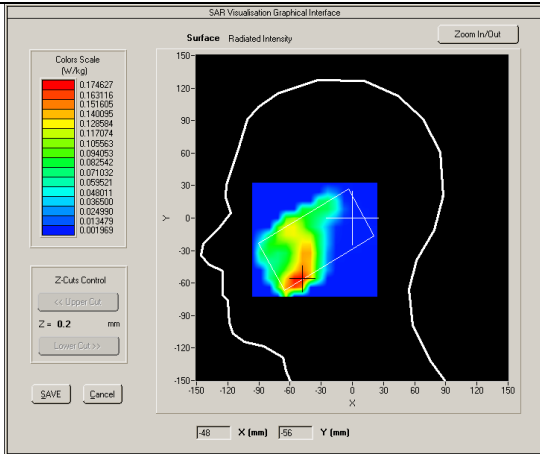 SAR Visualisation Graphical Interface
Surface Radiated Intensity
Zoom In/Out
Colors Scale
(W/kg)
0.174627
0.163116
0.151605
0.140095
0.128584
0.117074
0.105563
0.094053
0.082542
0.071032
0.059521
0.048011
0.036500
0.024990
0.013479
0.001969
Z-Cuts Control
<< Upper Cut
Z = 0.2 mm
Lower Cut >>
SAVE
Cancel
150
120
90
60
30
0
-30
-60
-90
-120
-150
Y
-150 -120 -90 -60 -30 0 30 60 90 120 150
X
-48 X (mm) -56 Y (mm)